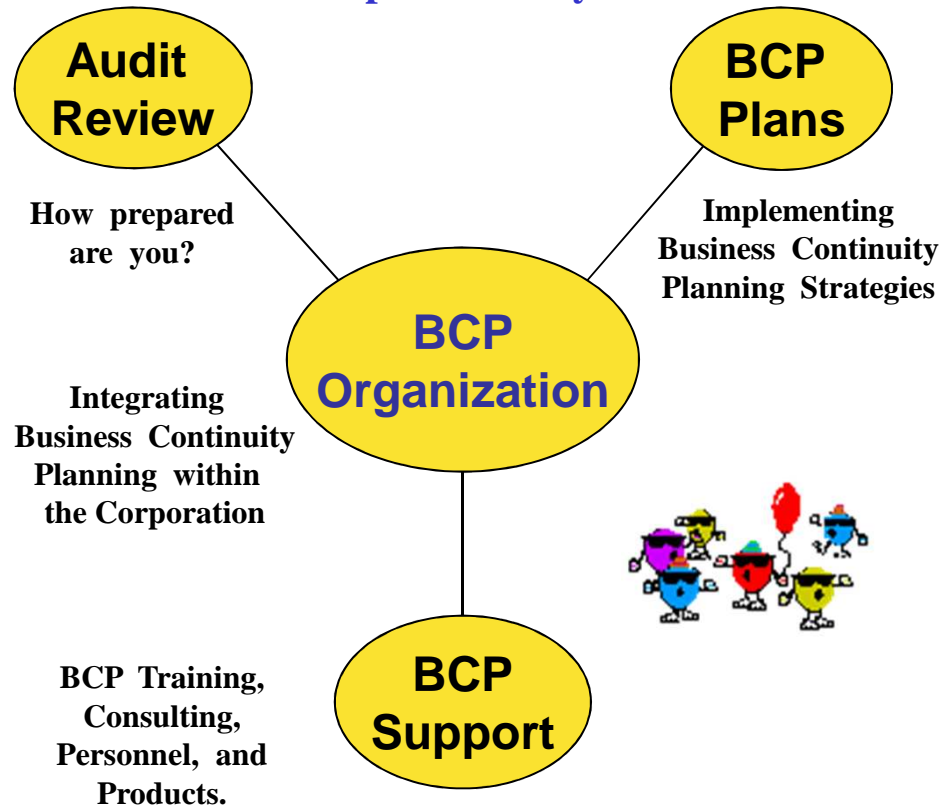 Audit
Review
BCP
Plans
How prepared
are you?
Implementing
Business Continuity
Planning Strategies
BCP
Organization
Integrating
Business Continuity
Planning within
the Corporation
BCP
Support
BCP Training,
Consulting,
Personnel, and
Products.